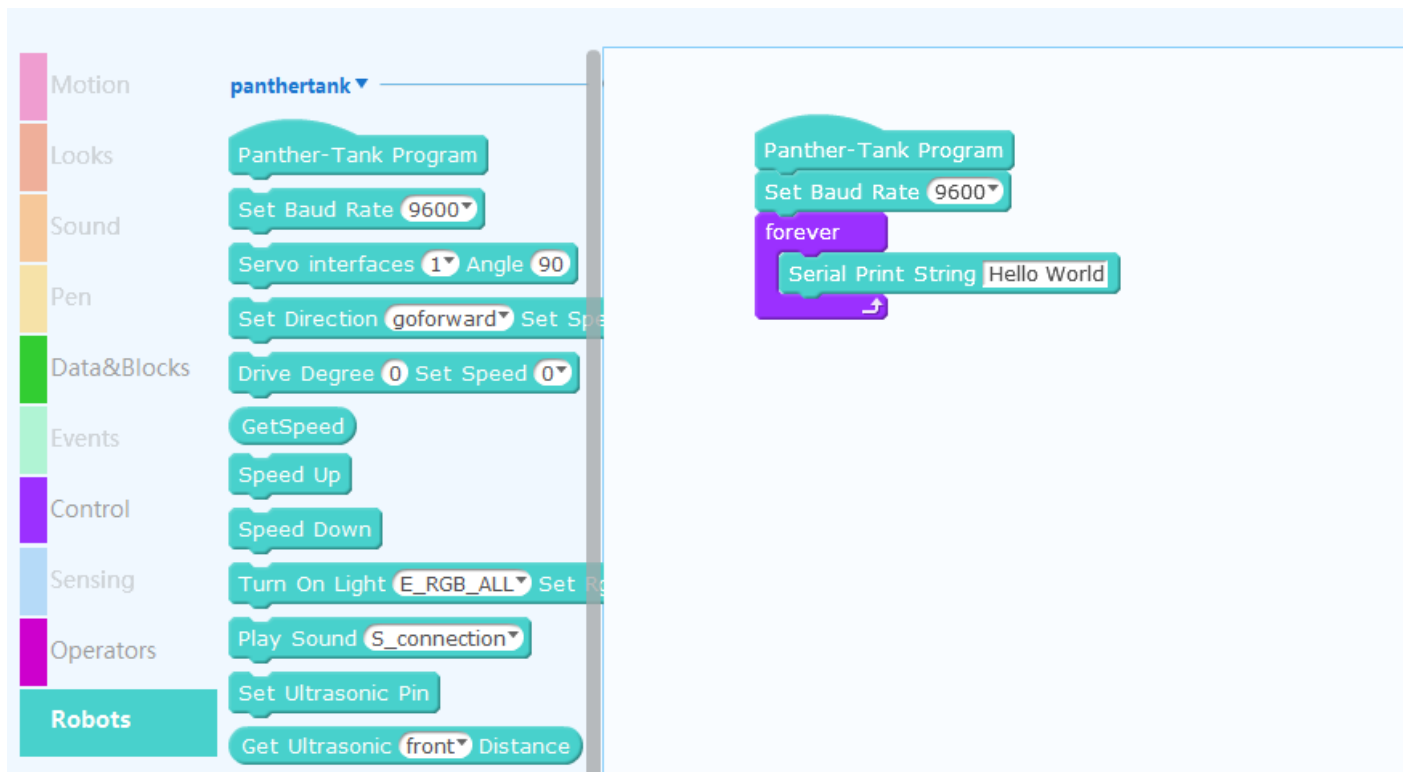 Motion
Looks
Sound
Pen
Data&Blocks
Events
Control
Sensing
Operators
Robots
panthertank
Panther-Tank Program
Set Baud Rate 9600
Servo interfaces 1 Angle 90
Set Direction goforward Set Spe
Drive Degree 0 Set Speed 0
GetSpeed
Speed Up
Speed Down
Turn On Light E_RGB_ALL Set Rg
Play Sound S_connection
Set Ultrasonic Pin
Get Ultrasonic front Distance
Panther-Tank Program
Set Baud Rate 9600
forever
Serial Print String Hello World